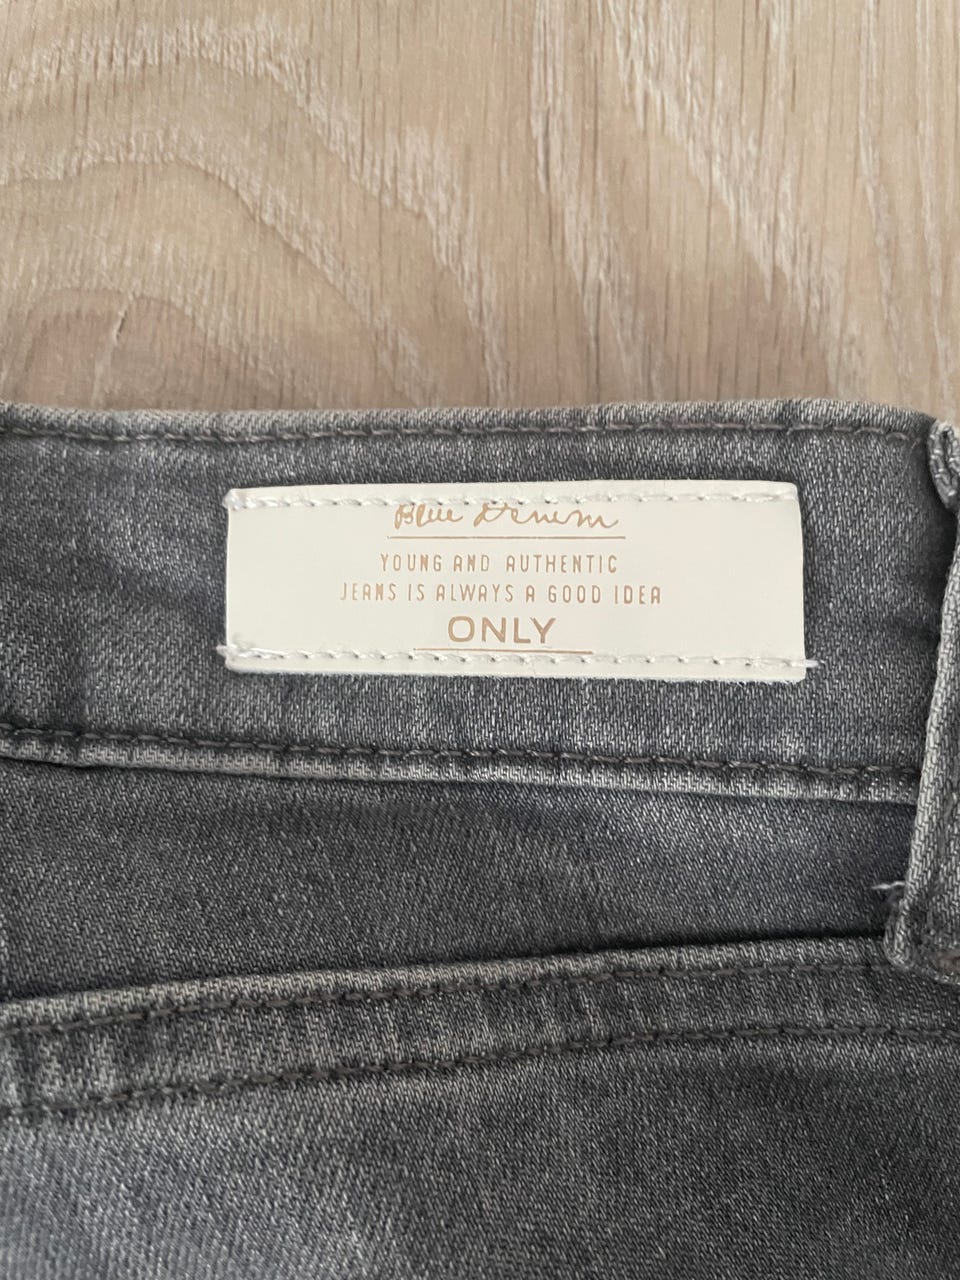 Blue Denim
YOUNG AND AUTHENTIC
JEANS IS ALWAYS A GOOD IDEA
ONLY